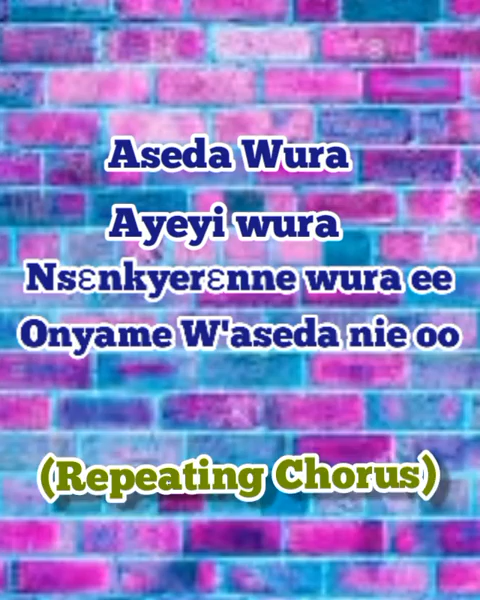 Aseda Wura
Ayeyi wura
Nsɛnkyerɛnne wura ee
Onyame W'aseda nie oo
(Repeating Chorus)